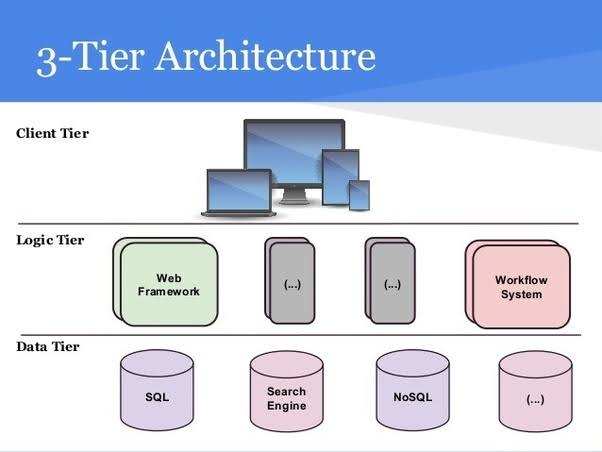 3-Tier Architecture
Client Tier
Logic Tier
Web
Framework
(...)
(...)
Workflow
System
Data Tier
SQL
Search
Engine
NoSQL
(...)